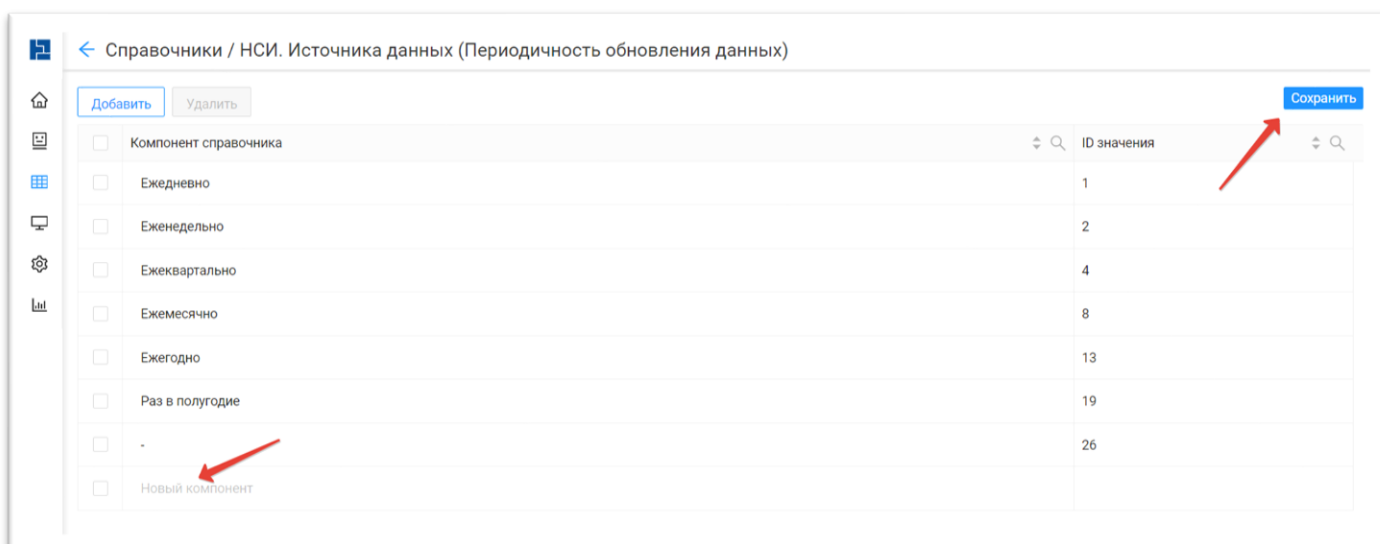 Справочники / НСИ. Источника данных (Периодичность обновления данных)
Добавить Удалить Сохранить
Компонент справочника ID значения
Ежедневно 1
Еженедельно 2
Ежеквартально 4
Ежемесячно 8
Ежегодно 13
Раз в полугодие 19
- 26
Новый компонент